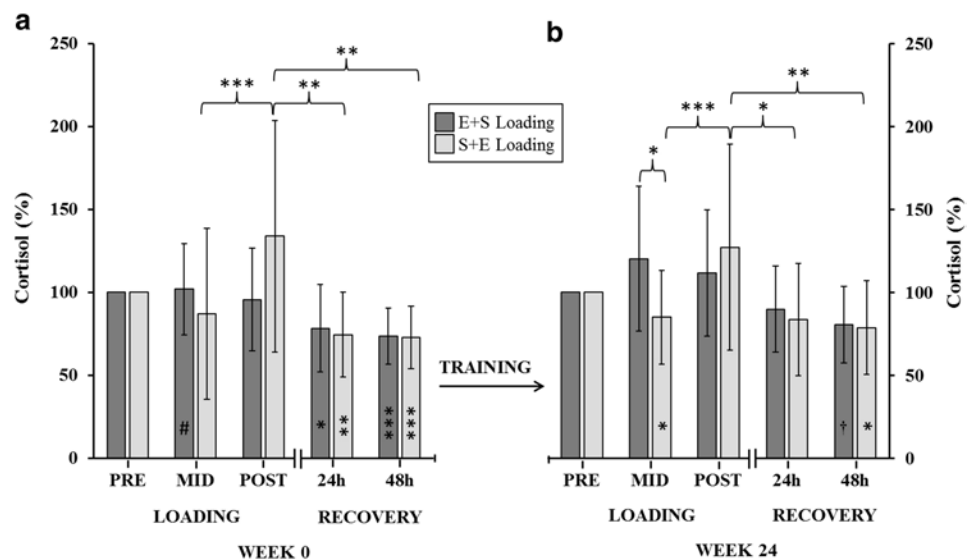 a
250
200
150
100
50
0
Cortisol (%)
***
**
**
E+S Loading
S+E Loading
#
*
**
***
***
PRE MID POST 24h 48h
LOADING RECOVERY
WEEK 0
TRAINING
b
250
200
150
100
50
0
Cortisol (%)
*
***
*
**
*
†
*
PRE MID POST 24h 48h
LOADING RECOVERY
WEEK 24